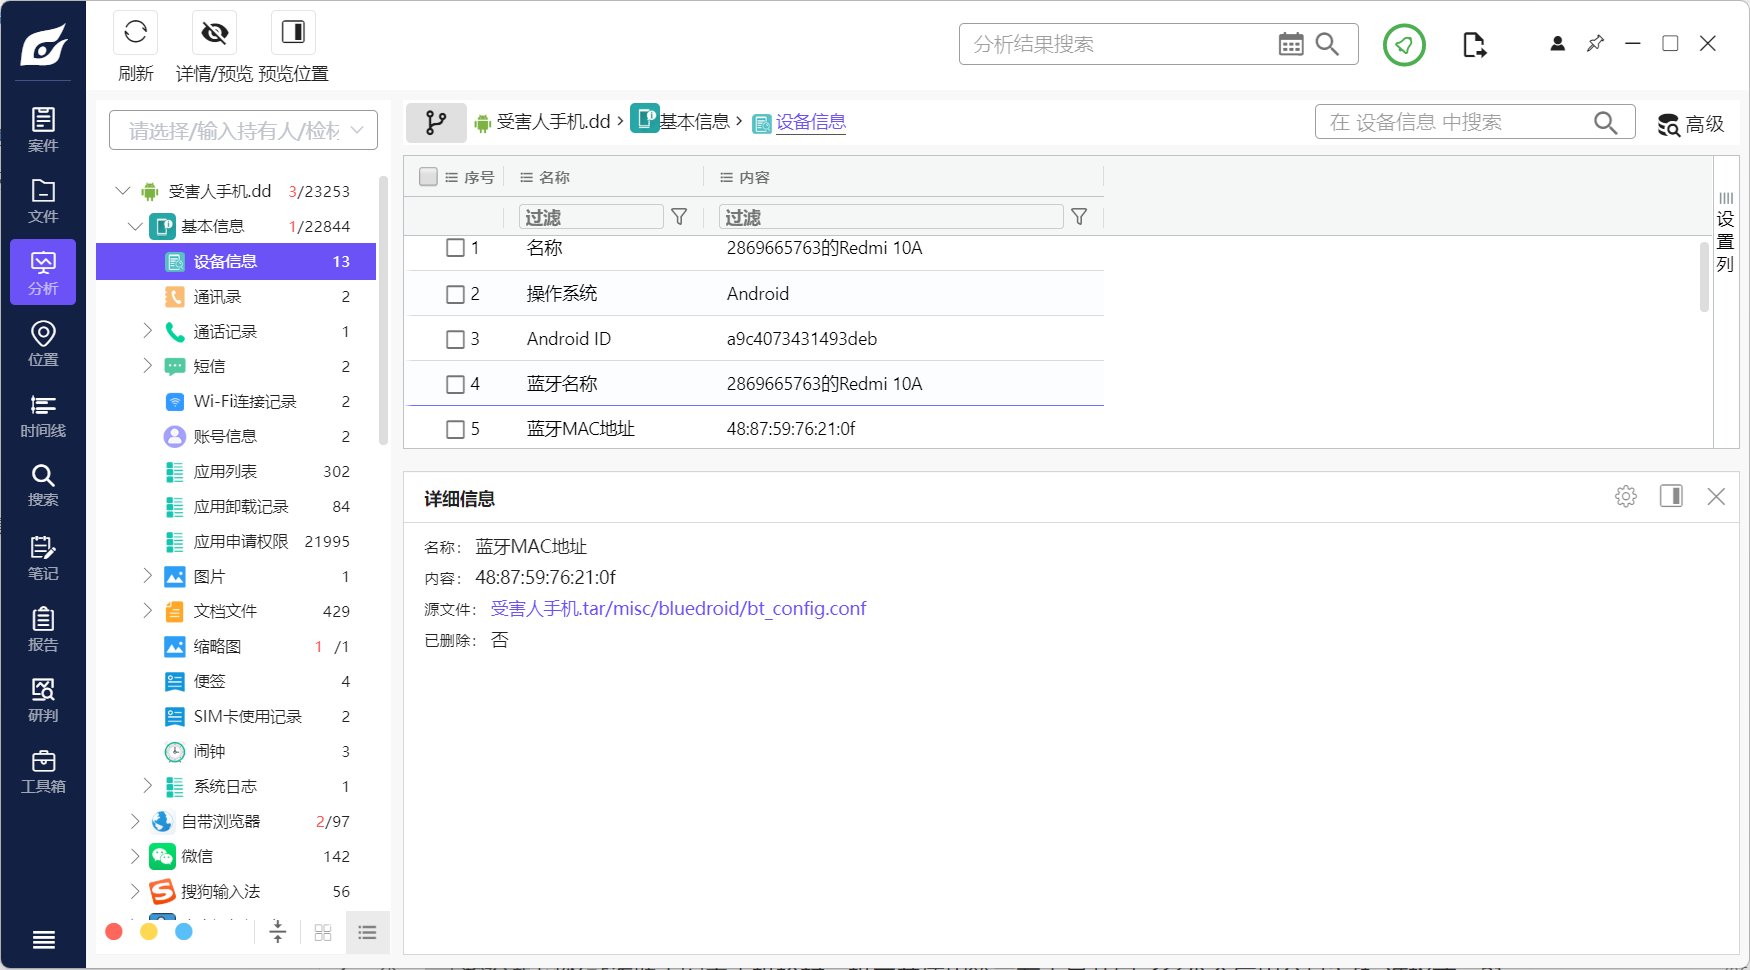 刷新
详情/预览
预览位置
分析结果搜索
案件
文件
分析
位置
时间线
搜索
笔记
报告
研判
工具箱
请选择/输入持有人/检材
受害人手机.dd 3/23253
基本信息 1/22844
设备信息 13
通讯录 2
通话记录 1
短信 2
Wi-Fi连接记录 2
账号信息 2
应用列表 302
应用卸载记录 84
应用申请权限 21995
图片 1
文档文件 429
缩略图 1 /1
便签 4
SIM卡使用记录 2
闹钟 3
系统日志 1
自带浏览器 2/97
微信 142
搜狗输入法 56
受害人手机.dd › 基本信息 › 设备信息
在 设备信息 中搜索
高级
序号 名称 内容
过滤 过滤
1 名称 2869665763的Redmi 10A
2 操作系统 Android
3 Android ID a9c4073431493deb
4 蓝牙名称 2869665763的Redmi 10A
5 蓝牙MAC地址 48:87:59:76:21:0f
设置列
详细信息
名称： 蓝牙MAC地址
内容： 48:87:59:76:21:0f
源文件： 受害人手机.tar/misc/bluedroid/bt_config.conf
已删除： 否